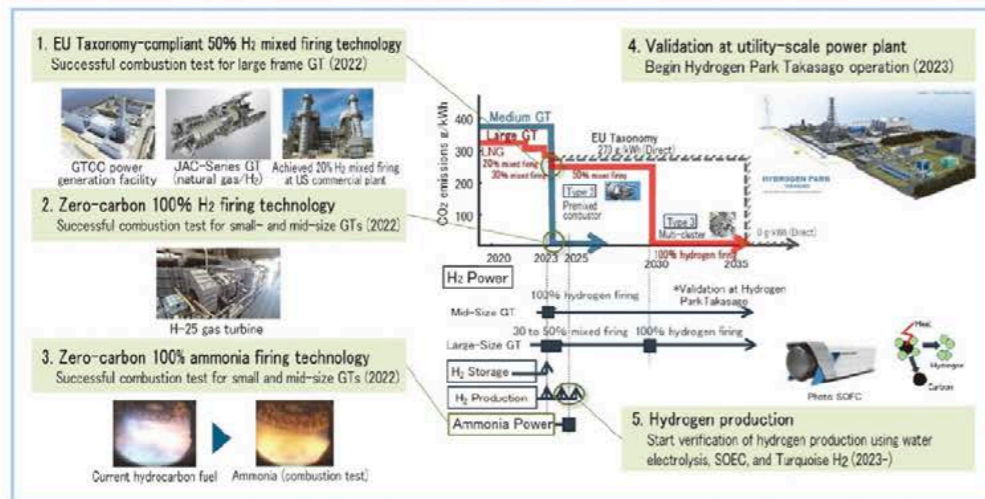 1. EU Taxonomy-compliant 50% H₂ mixed firing technology
Successful combustion test for large frame GT (2022)
GTCC power
generation facility
JAC-Series GT
(natural gas/H₂)
Achieved 20% H₂ mixed firing
at US commercial plant
2. Zero-carbon 100% H₂ firing technology
Successful combustion test for small- and mid-size GTs (2022)
H-25 gas turbine
3. Zero-carbon 100% ammonia firing technology
Successful combustion test for small and mid-size GTs (2022)
Current hydrocarbon fuel
Ammonia (combustion test)
4. Validation at utility-scale power plant
Begin Hydrogen Park Takasago operation (2023)
HYDROGEN PARK
CO₂ emissions g/kWh
400
300
200
100
Medium GT
Large GT
LNG
20% mixed firing
30% mixed firing
50% mixed firing
EU Taxonomy
270 g/kWh (Direct)
Type 2
Premixed
combustor
Type 3
Multi-cluster
100% hydrogen firing
0 g/kWh (Direct)
2020
2023
2025
2030
2035
H₂ Power
100% hydrogen firing
*Validation at Hydrogen
Park Takasago
Mid-Size GT
30 to 50% mixed firing
100% hydrogen firing
Large-Size GT
H₂ Storage
H₂ Production
Ammonia Power
Photo: SOFC
Heat
Hydrogen
Carbon
5. Hydrogen production
Start verification of hydrogen production using water
electrolysis, SOEC, and Turquoise H₂ (2023-)